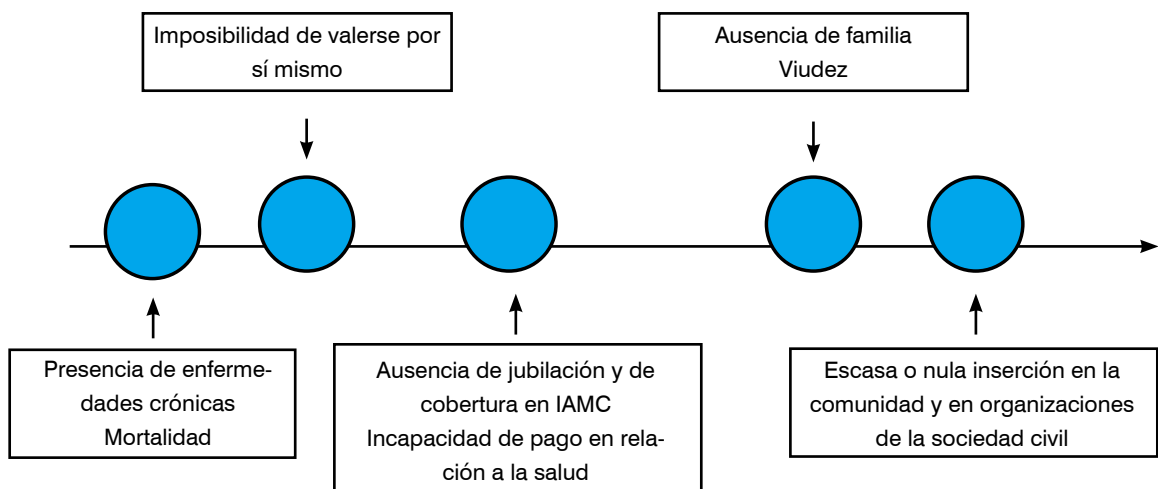 Imposibilidad de valerse por
sí mismo
Ausencia de familia
Viudez
Presencia de enferme-
dades crónicas
Mortalidad
Ausencia de jubilación y de
cobertura en IAMC
Incapacidad de pago en rela-
ción a la salud
Escasa o nula inserción en la
comunidad y en organizaciones
de la sociedad civil